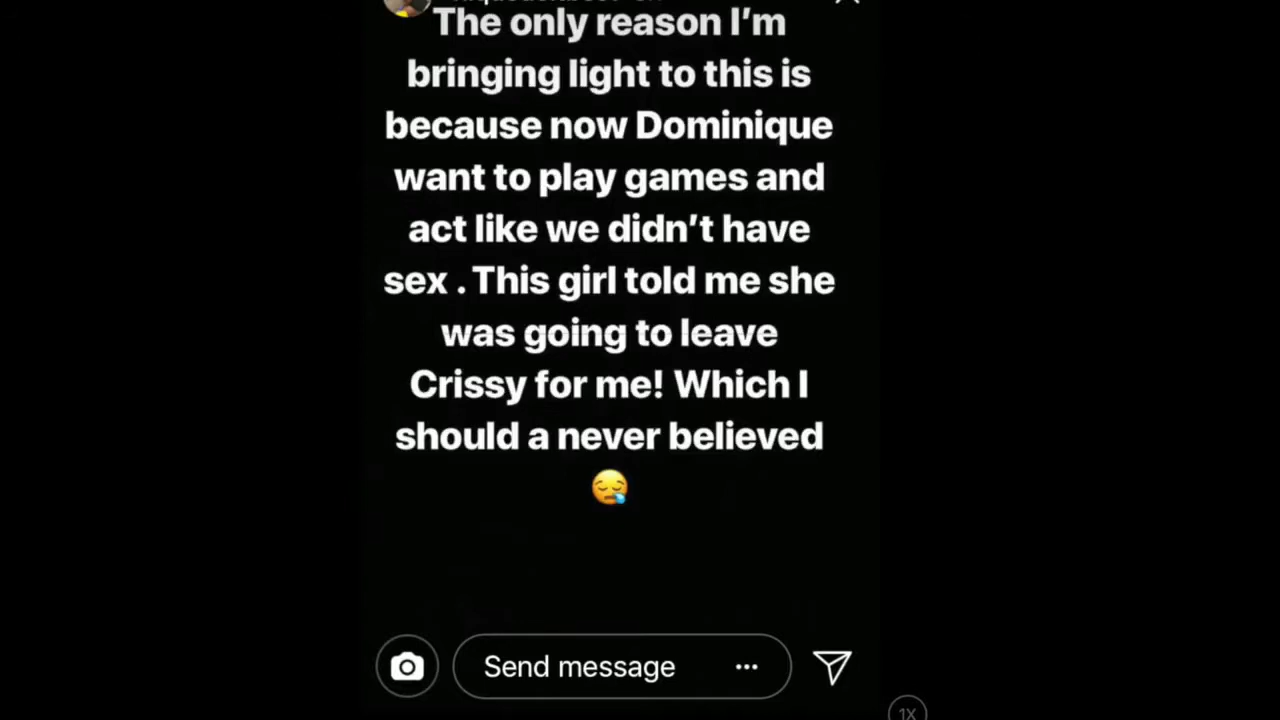 The only reason I’m
bringing light to this is
because now Dominique
want to play games and
act like we didn’t have
sex . This girl told me she
was going to leave
Crissy for me! Which I
should a never believed
😪
Send message
1X